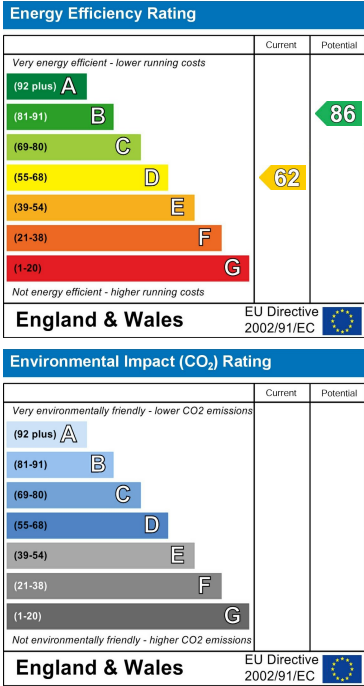 Energy Efficiency Rating
Current Potential
Very energy efficient - lower running costs
(92 plus) A
(81-91) B
86
(69-80) C
(55-68) D
62
(39-54) E
(21-38) F
(1-20) G
Not energy efficient - higher running costs
England & Wales
EU Directive
2002/91/EC
Environmental Impact (CO₂) Rating
Current Potential
Very environmentally friendly - lower CO2 emissions
(92 plus) A
(81-91) B
(69-80) C
(55-68) D
(39-54) E
(21-38) F
(1-20) G
Not environmentally friendly - higher CO2 emissions
England & Wales
EU Directive
2002/91/EC